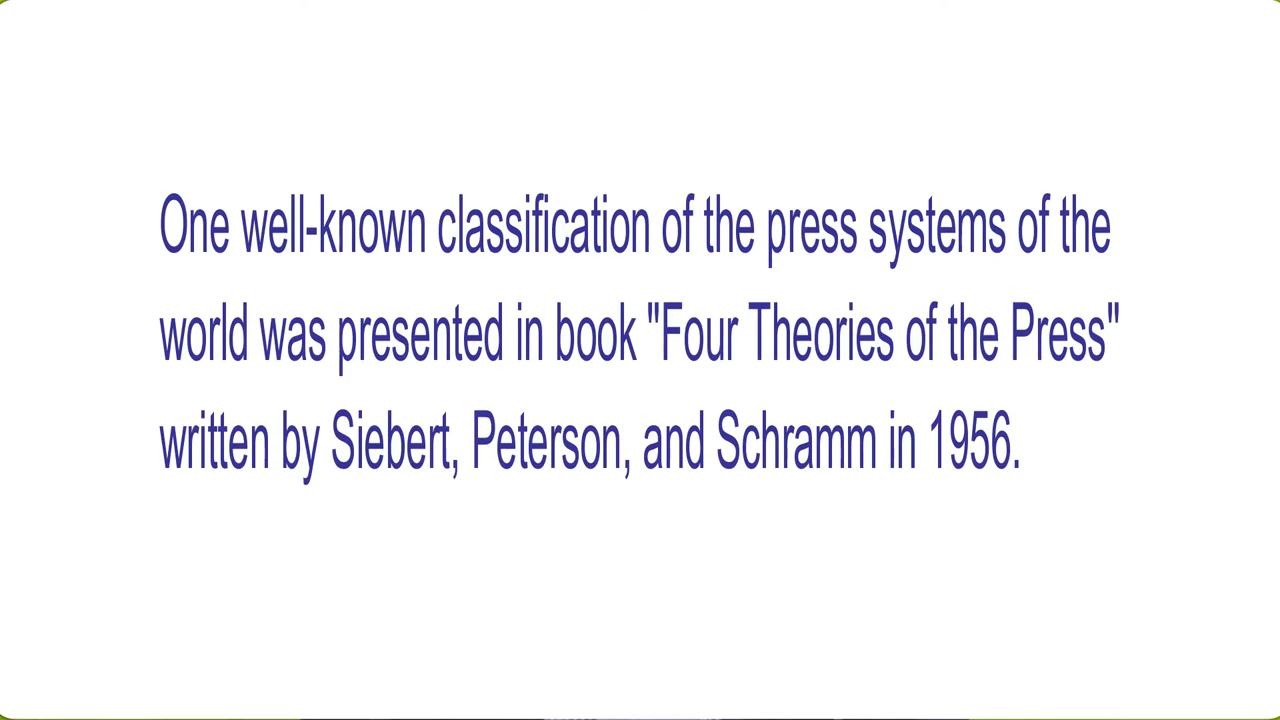 One well-known classification of the press systems of the
world was presented in book "Four Theories of the Press"
written by Siebert, Peterson, and Schramm in 1956.